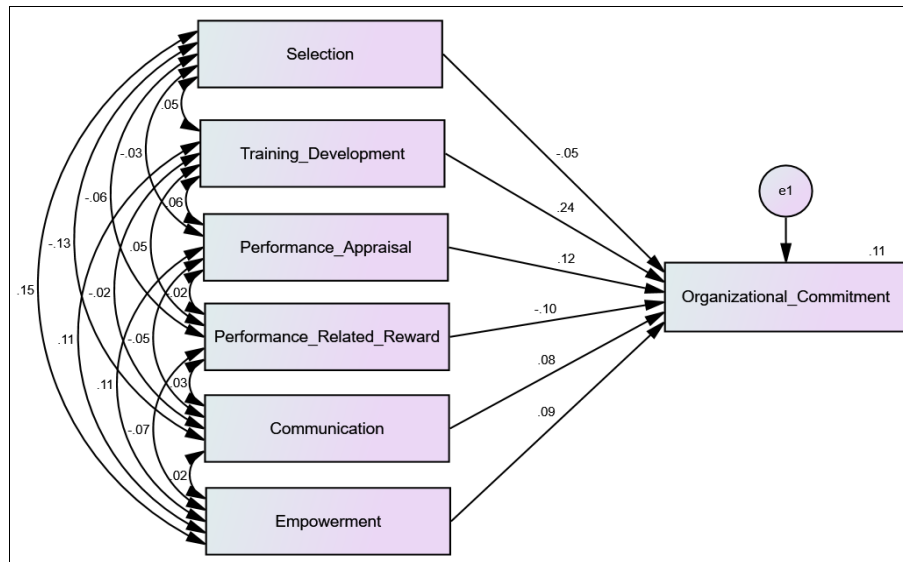 Selection
.05
-.05
Training_Development
-.03
.24
e1
-.06
.06
Performance_Appraisal
.11
-.13
.05
.12
Organizational_Commitment
.15
-.02
-.02
-.10
Performance_Related_Reward
.11
-.05
.08
.11
.03
Communication
.09
-.07
.02
Empowerment